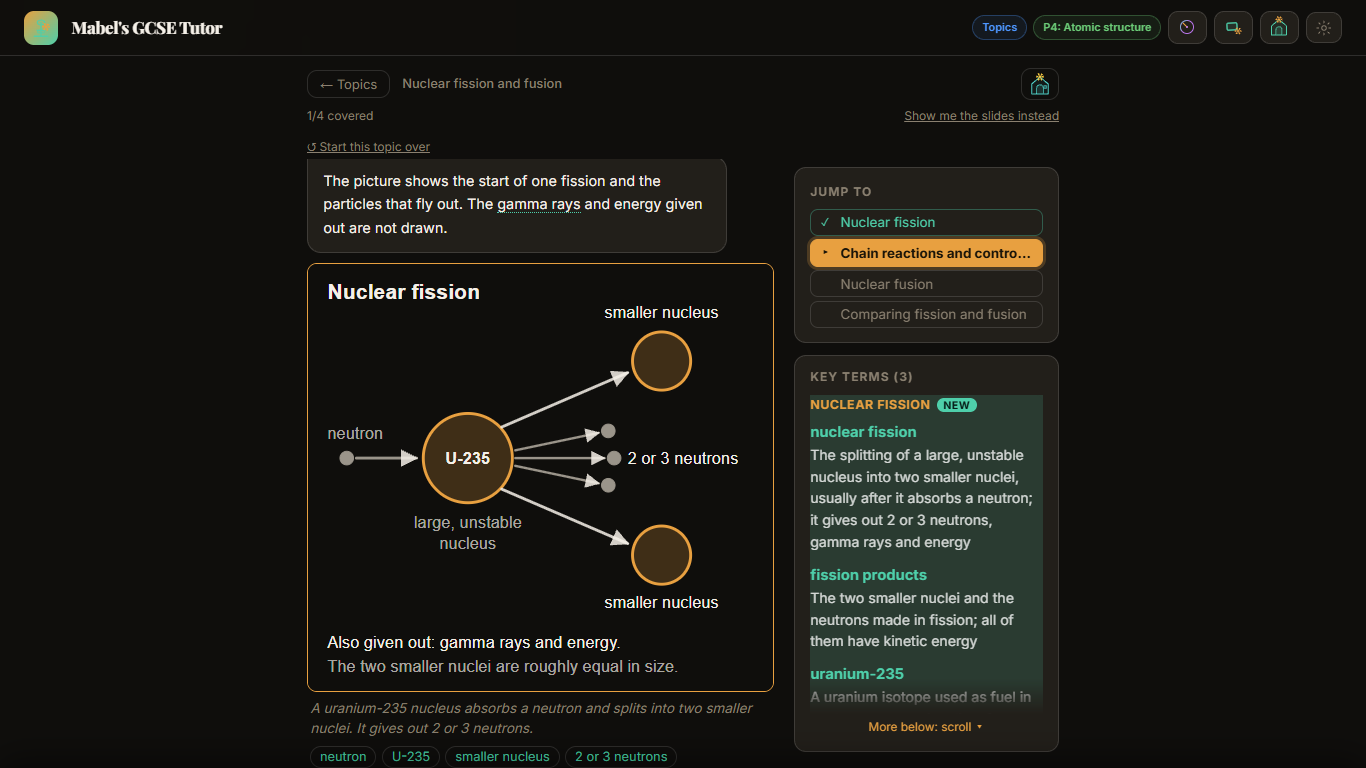 Mabel's GCSE Tutor
Topics
P4: Atomic structure
← Topics
Nuclear fission and fusion
1/4 covered
Show me the slides instead
↺ Start this topic over
The picture shows the start of one fission and the
particles that fly out. The gamma rays and energy given
out are not drawn.
Nuclear fission
smaller nucleus
neutron
U-235
2 or 3 neutrons
large, unstable
nucleus
smaller nucleus
Also given out: gamma rays and energy.
The two smaller nuclei are roughly equal in size.
A uranium-235 nucleus absorbs a neutron and splits into two smaller
nuclei. It gives out 2 or 3 neutrons.
neutron
U-235
smaller nucleus
2 or 3 neutrons
JUMP TO
✓ Nuclear fission
▸ Chain reactions and contro...
Nuclear fusion
Comparing fission and fusion
KEY TERMS (3)
NUCLEAR FISSION NEW
nuclear fission
The splitting of a large, unstable
nucleus into two smaller nuclei,
usually after it absorbs a neutron;
it gives out 2 or 3 neutrons,
gamma rays and energy
fission products
The two smaller nuclei and the
neutrons made in fission; all of
them have kinetic energy
uranium-235
A uranium isotope used as fuel in
More below: scroll ▾